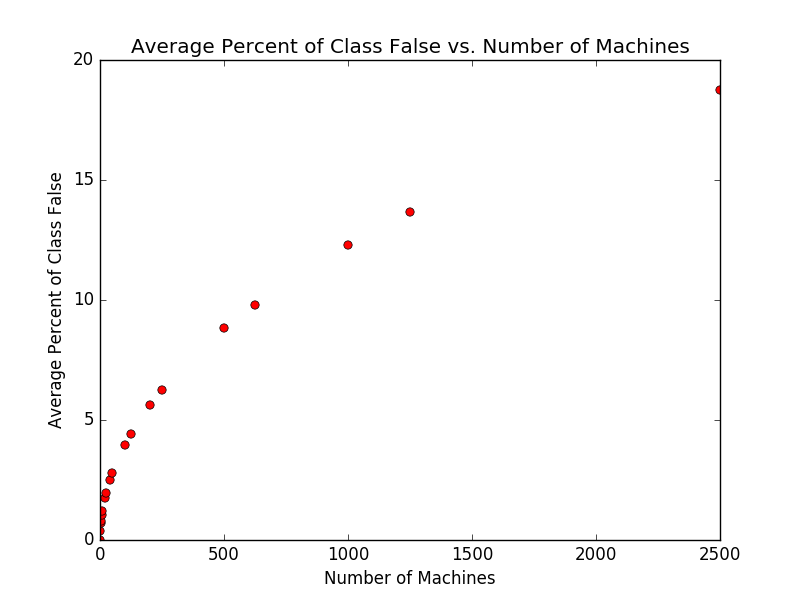 Average Percent of Class False vs. Number of Machines
20
15
10
5
0
Average Percent of Class False
0 500 1000 1500 2000 2500
Number of Machines